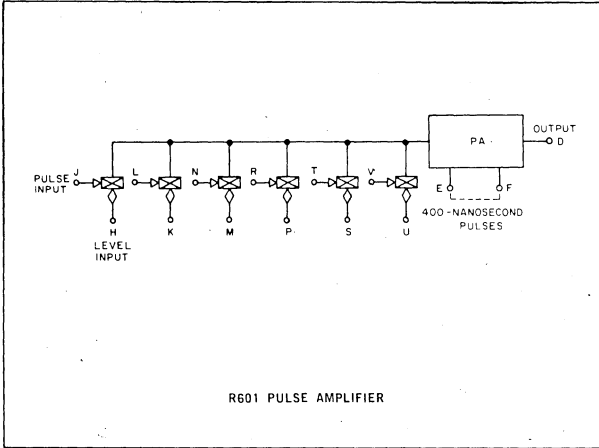 OUTPUT
PA
D
J
L
N
R
T
V
PULSE
INPUT
E
F
400-NANOSECOND
PULSES
H
K
M
P
S
U
LEVEL
INPUT
R601 PULSE AMPLIFIER